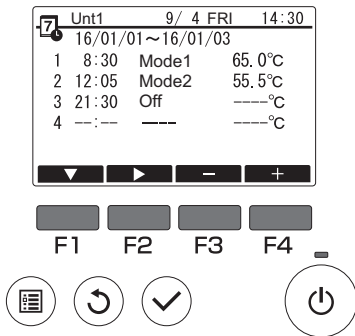 7 Unt1 9/ 4 FRI 14:30
16/01/01～16/01/03
1 8:30 Mode1 65.0℃
2 12:05 Mode2 55.5℃
3 21:30 Off ----℃
4 --:-- ---- ----℃
▼ ▶ − +
F1 F2 F3 F4